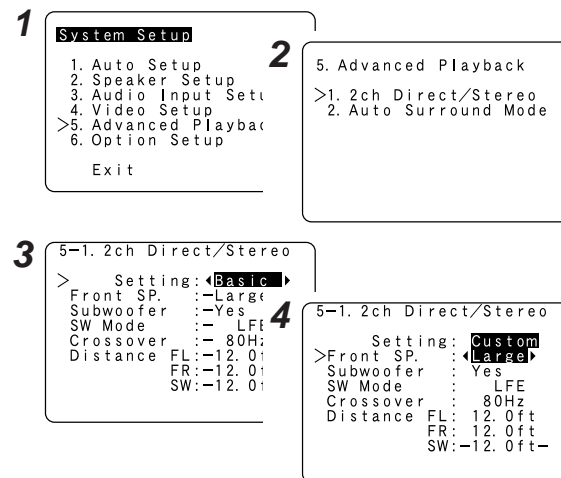 1
System Setup
1. Auto Setup
2. Speaker Setup
3. Audio Input
4. Video Setup
>5. Advanced
6. Option Setup
Exit
2
5. Advanced Playback
>1. 2ch Direct/Stereo
2. Auto Surround Mode
3
5-1. 2ch Direct/Stereo
> Setting:◀Basic▶
Front SP. :-Large
Subwoofer :-Yes
SW Mode :- LFE
Crossover :- 80Hz
Distance FL:-12.0
FR:-12.0
SW:-12.0
4
5-1. 2ch Direct/Stereo
Setting: Custom
>Front SP. :◀Large▶
Subwoofer : Yes
SW Mode : LFE
Crossover : 80Hz
Distance FL: 12.0ft
FR: 12.0ft
SW:-12.0ft-